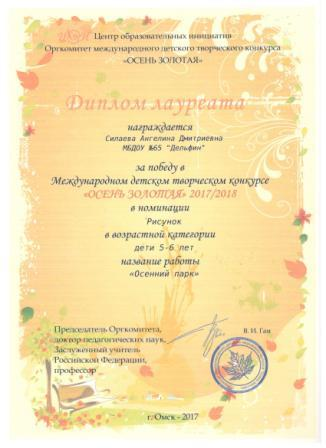 ЦОИ Центр образовательных инициатив
Оргкомитет международного детского творческого конкурса
«ОСЕНЬ ЗОЛОТАЯ»
Диплом лауреата
награждается
Силаева Ангелина Дмитриевна
МБДОУ №65 "Дельфин"
за победу в
Международном детском творческом конкурсе
«ОСЕНЬ ЗОЛОТАЯ» 2017/2018
в номинации
Рисунок
в возрастной категории
дети 5-6 лет
название работы
«Осенний парк»
Председатель Оргкомитета,
доктор педагогических наук,
Заслуженный учитель
Российской Федерации,
профессор
В. И. Ган
г. Омск - 2017